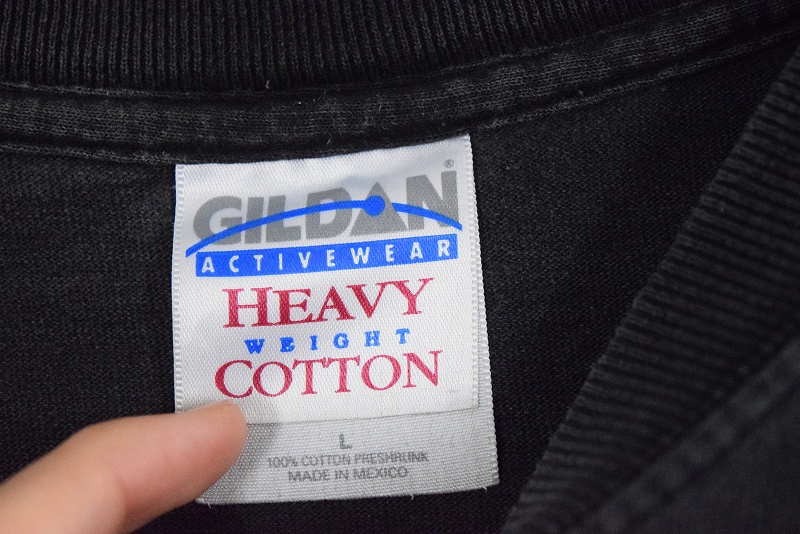 GILDAN®
ACTIVEWEAR
HEAVY
WEIGHT
COTTON
L
100% COTTON PRESHRUNK
MADE IN MEXICO